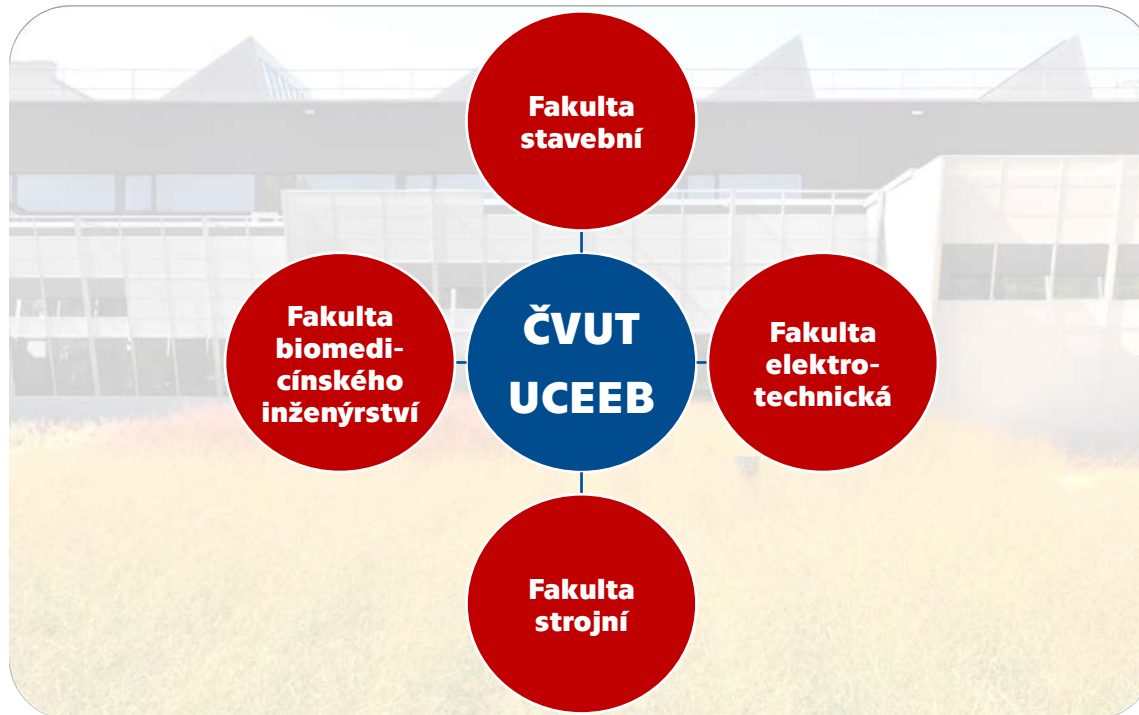 Fakulta
stavební
Fakulta
biomedi-
cínského
inženýrství
ČVUT
UCEEB
Fakulta
elektro-
technická
Fakulta
strojní